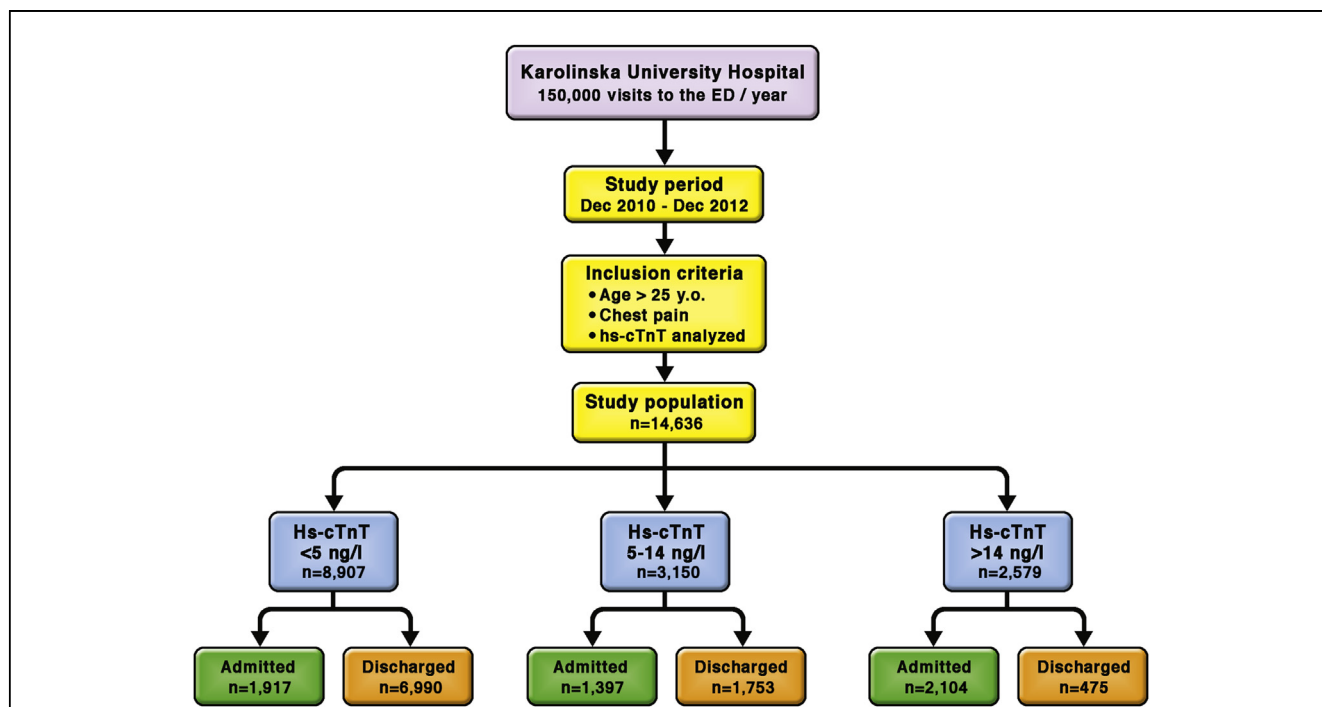 Karolinska University Hospital
150,000 visits to the ED / year
Study period
Dec 2010 - Dec 2012
Inclusion criteria
• Age > 25 y.o.
• Chest pain
• hs-cTnT analyzed
Study population
n=14,636
Hs-cTnT
<5 ng/l
n=8,907
Hs-cTnT
5-14 ng/l
n=3,150
Hs-cTnT
>14 ng/l
n=2,579
Admitted
n=1,917
Discharged
n=6,990
Admitted
n=1,397
Discharged
n=1,753
Admitted
n=2,104
Discharged
n=475